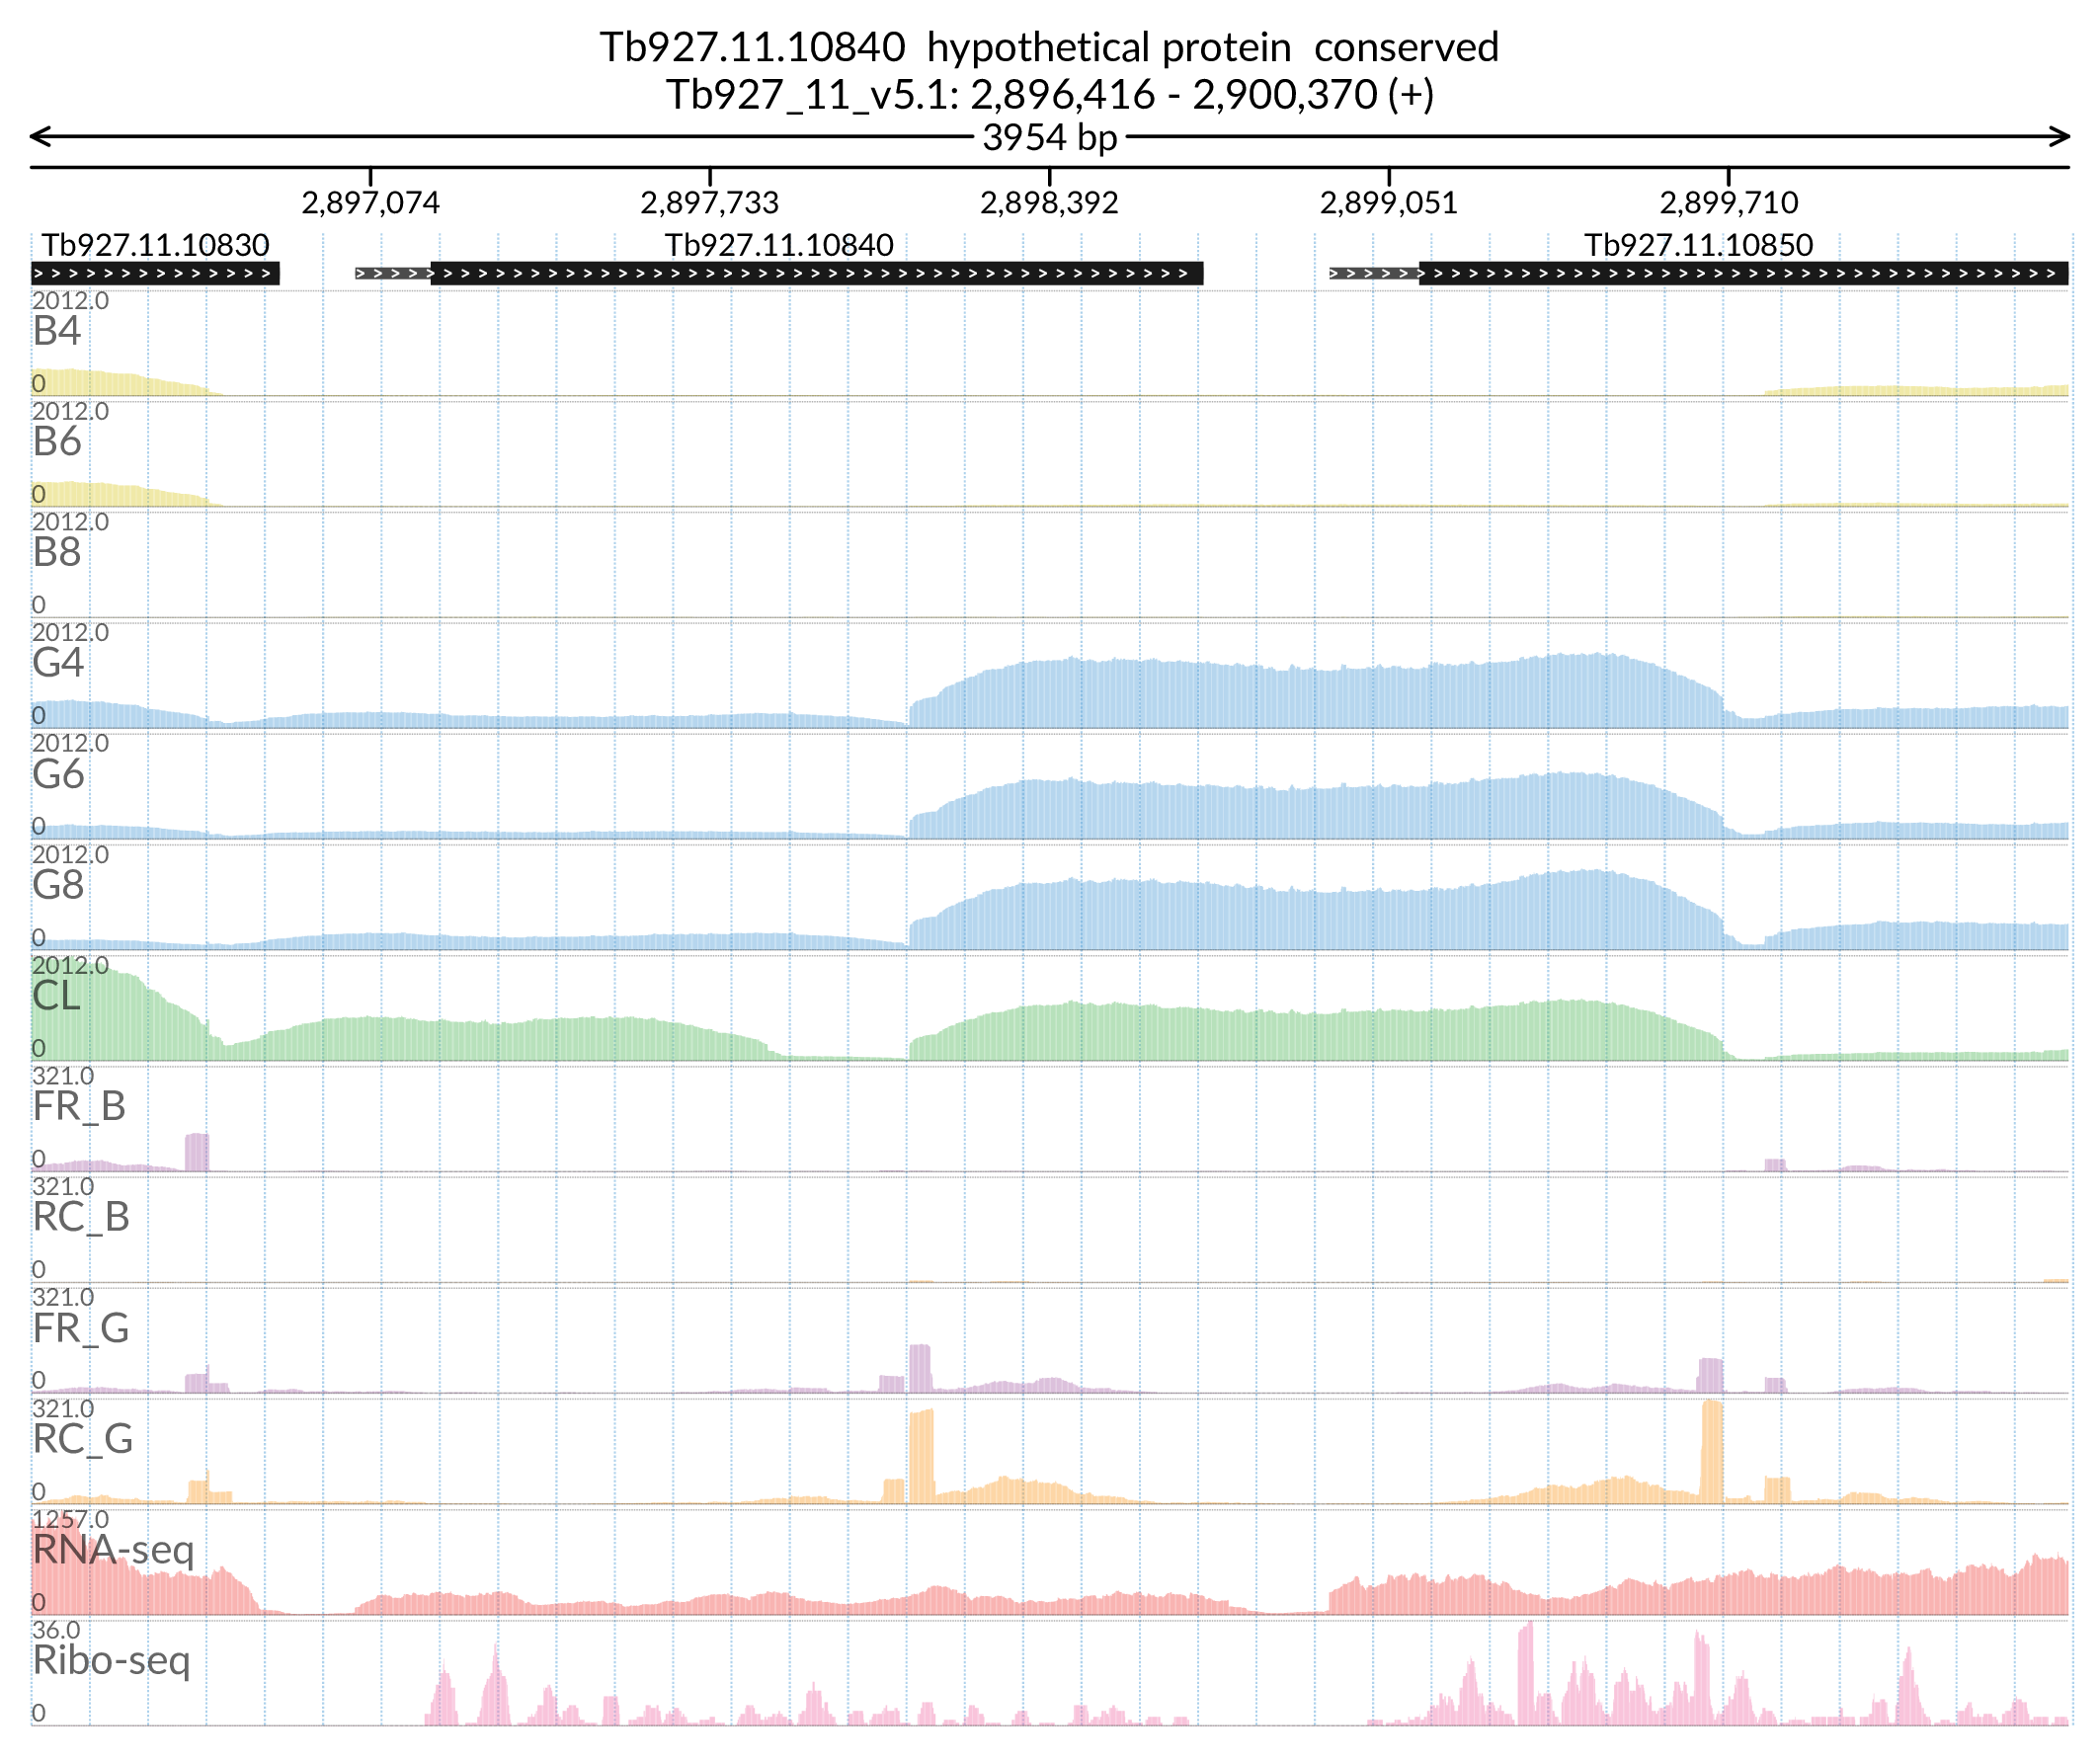 Tb927.11.10840 hypothetical protein conserved
Tb927_11_v5.1: 2,896,416 - 2,900,370 (+)
3954 bp
2,897,074 2,897,733 2,898,392 2,899,051 2,899,710
Tb927.11.10830 Tb927.11.10840 Tb927.11.10850
2012.0
B4
0
2012.0
B6
0
2012.0
B8
0
2012.0
G4
0
2012.0
G6
0
2012.0
G8
0
2012.0
CL
0
321.0
FR_B
0
321.0
RC_B
0
321.0
FR_G
0
321.0
RC_G
0
1257.0
RNA-seq
0
36.0
Ribo-seq
0